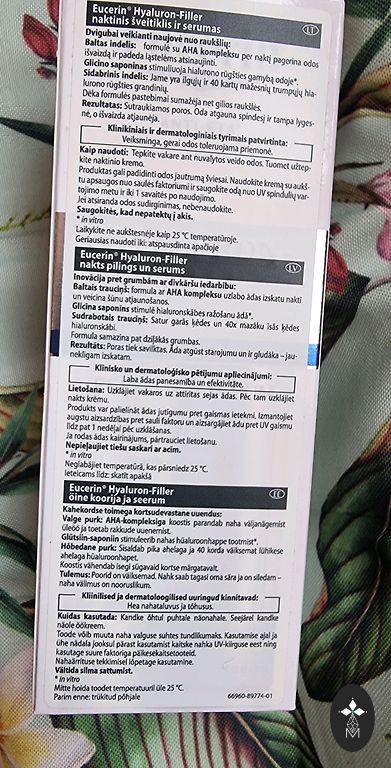 Eucerin® Hyaluron-Filler
naktinis šveitiklis ir serumas
LT
Dvigubai veikianti naujovė nuo raukšlių:
Baltas indelis: formulė su AHA kompleksu per naktį pagerina odos
išvaizdą ir padeda ląstelėms atsinaujinti.
Glicino saponinas stimuliuoja hialurono rūgšties gamybą odoje*.
Sidabrinis indelis: Jame yra ilgųjų ir 40 kartų mažesnių trumpųjų hia-
lurono rūgšties grandinių.
Dėka formulės pastebimai sumažėja net gilios raukšlės.
Rezultatas: Sutraukiamos poros. Oda atgauna spindesį ir tampa lyges-
nė, o išvaizda atjaunėja.
Klinikiniais ir dermatologiniais tyrimais patvirtinta:
Veiksminga, gerai odos toleruojama priemonė.
Kaip naudoti: Tepkite vakare ant nuvalytos veido odos. Tuomet užtep-
kite naktinio kremo.
Produktas gali padidinti odos jautrumą šviesai. Naudokite kremą su aukš-
tu apsaugos nuo saulės faktoriumi ir saugokite odą nuo UV spindulių var-
tojimo metu ir iki 1 savaitės po naudojimo.
Jei atsiranda odos sudirginimas, nebenaudokite.
Saugokitės, kad nepatektų į akis.
* in vitro
Laikykite ne aukštesnėje kaip 25 °C temperatūroje.
Geriausias naudoti iki: atspausdinta apačioje
Eucerin® Hyaluron-Filler
nakts pīlings un serums
LV
Inovācija pret grumbām ar divkāršu iedarbību:
Baltais trauciņš: formula ar AHA kompleksu uzlabo ādas izskatu naktī
un veicina šūnu atjaunošanos.
Glicīna saponins stimulē hialuronskābes ražošanu ādā*.
Sudrabotais trauciņš: Satur garās ķēdes un 40x mazāku īsās ķēdes
hialuronskābi.
Formula samazina pat dziļākās grumbas.
Rezultāts: Poras tiek savilktas. Āda atgūst starojumu un ir gludāka – jau-
nekligam izskatam.
Klīnisko un dermatoloģisko pētījumu apliecinājumi:
Laba ādas panesamība un efektivitāte.
Lietošana: Uzklājiet vakaros uz attīrītas sejas ādas. Pēc tam uzklājiet
nakts krēmu.
Produkts var palielināt ādas jutīgumu pret gaismas ietekmi. Izmantojiet
augstu aizsardzības pret sauli faktoru un aizsargājiet ādu pret UV gaismu
līdz pat 1 nedēļai pēc uzklāšanas.
Ja rodas ādas kairinājums, pārtrauciet lietošanu.
Nepieļaujiet tiešu saskari ar acīm.
* in vitro
Neglabājiet temperatūrā, kas pārsniedz 25 °C.
Ieteicams līdz: skatīt apakšā
Eucerin® Hyaluron-Filler
öine koorija ja seerum
EE
Kahekordse toimega kortsudevastane uuendus:
Valge purk: AHA-kompleksiga koostis parandab naha väljanägemist
üleöö ja toetab rakkude uuenemist.
Glütsiin-saponiin stimuleerib nahas hüaluroonhappe tootmist*.
Hõbedane purk: Sisaldab pika ahelaga ja 40 korda väiksemat lühikese
ahelaga hüaluroonhapet.
Koostis vähendab isegi sügavaid kortse märgatavalt.
Tulemus: Poorid on väiksemad. Nahk saab tagasi oma sära ja on siledam –
naha välimus on nooruslikum.
Kliinilised ja dermatoloogilised uuringud kinnitavad:
Hea nahataluvus ja tõhusus.
Kuidas kasutada: Kandke õhtul puhtale näonahale. Seejärel kandke
näole öökreem.
Toode võib muuta naha valguse suhtes tundlikumaks. Kasutamise ajal ja
ühe nädala jooksul pärast kasutamist kaitske nahka UV-kiirguse eest ning
kasutage suure faktoriga päikesekaitsetooteid.
Nahaärrituse tekkimisel lõpetage kasutamine.
Vältida silma sattumist.
* in vitro
Mitte hoida toodet temperatuuril üle 25 °C.
Parim enne: trükitud põhjale
66960-89774-01
M